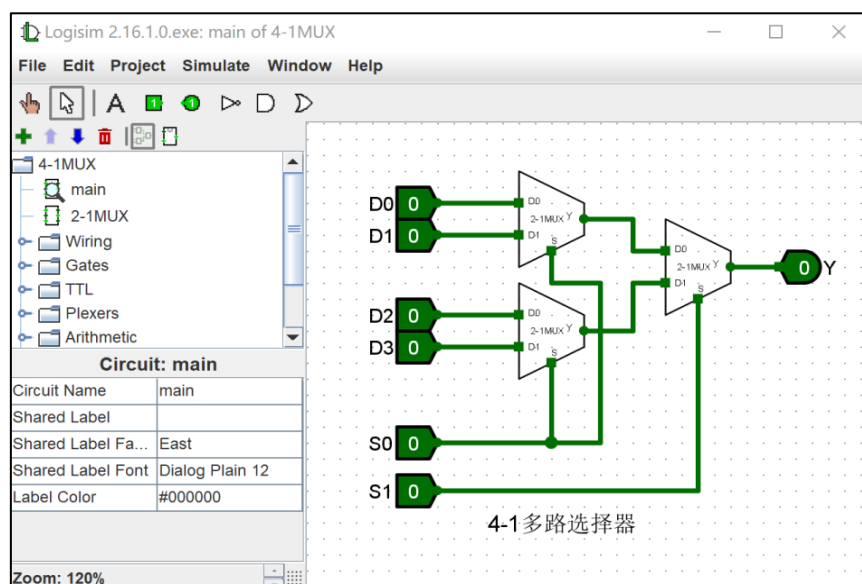 Logisim 2.16.1.0.exe: main of 4-1MUX
File Edit Project Simulate Window Help
A 1 1
4-1MUX
main
2-1MUX
Wiring
Gates
TTL
Plexers
Arithmetic
Circuit: main
Circuit Name main
Shared Label
Shared Label Fa... East
Shared Label Font Dialog Plain 12
Label Color #000000
Zoom: 120%
D0 0
D1 0
D0
2-1MUX Y
D1
S
D2 0
D3 0
D0
2-1MUX Y
D1
S
D0
2-1MUX Y
D1
S
0 Y
S0 0
S1 0
4-1多路选择器